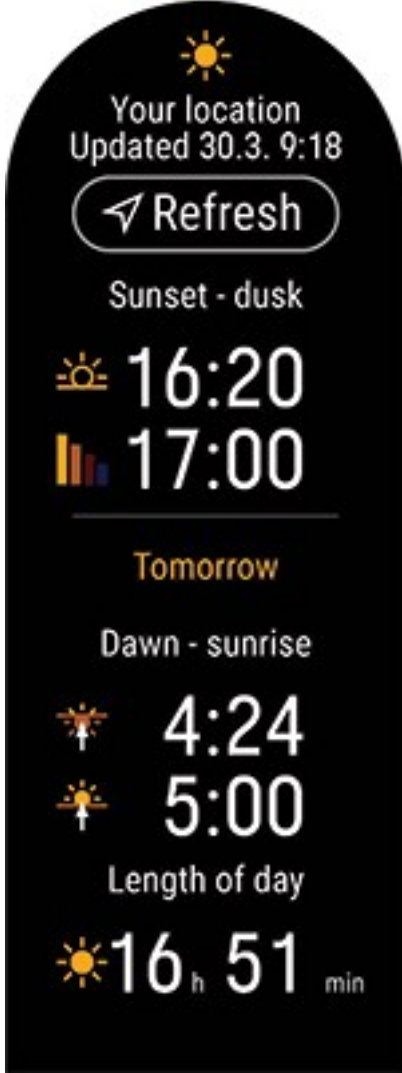 Your location
Updated 30.3. 9:18
Refresh
Sunset - dusk
16:20
17:00
Tomorrow
Dawn - sunrise
4:24
5:00
Length of day
16 h 51 min